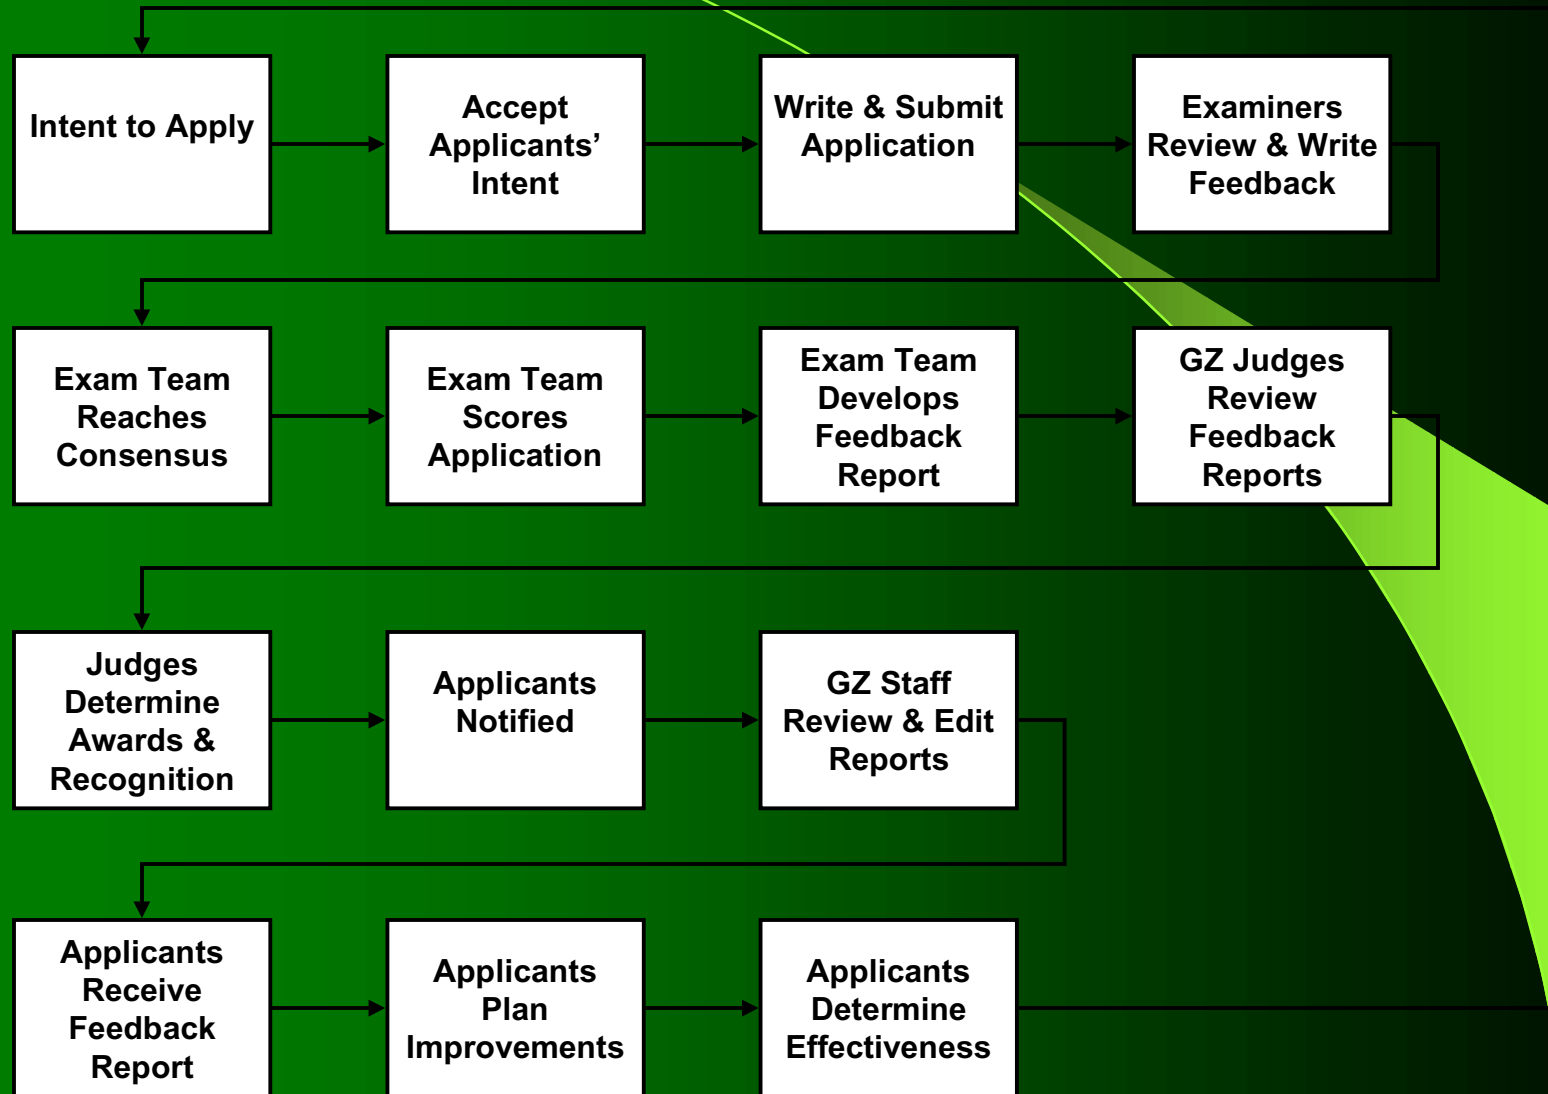 Intent to Apply
Accept
Applicants’
Intent
Write & Submit
Application
Examiners
Review & Write
Feedback
Exam Team
Reaches
Consensus
Exam Team
Scores
Application
Exam Team
Develops
Feedback
Report
GZ Judges
Review
Feedback
Reports
Judges
Determine
Awards &
Recognition
Applicants
Notified
GZ Staff
Review & Edit
Reports
Applicants
Receive
Feedback
Report
Applicants
Plan
Improvements
Applicants
Determine
Effectiveness